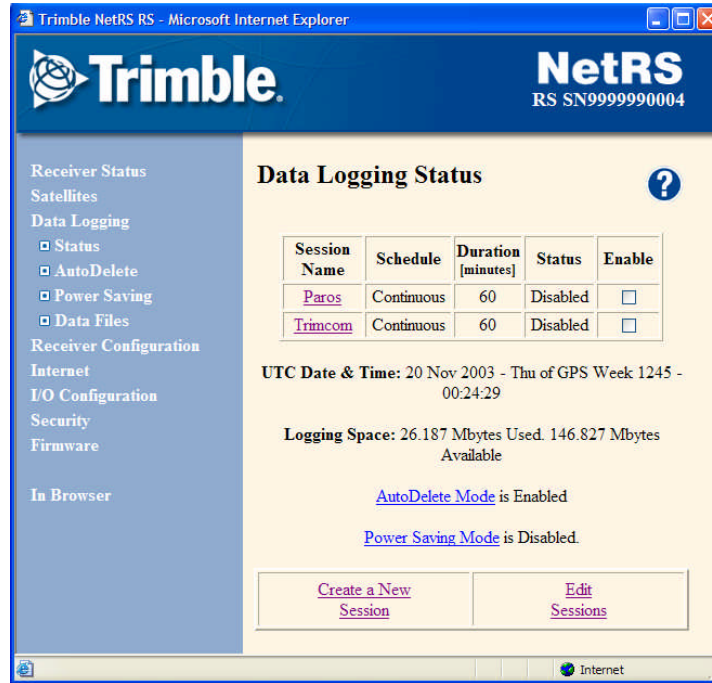 Trimble NetRS RS - Microsoft Internet Explorer
Trimble.
NetRS
RS SN9999990004
Receiver Status
Satellites
Data Logging
Status
AutoDelete
Power Saving
Data Files
Receiver Configuration
Internet
I/O Configuration
Security
Firmware
In Browser
Data Logging Status
?
Session Name Schedule Duration [minutes] Status Enable
Paros Continuous 60 Disabled
Trimcom Continuous 60 Disabled
UTC Date & Time: 20 Nov 2003 - Thu of GPS Week 1245 -
00:24:29
Logging Space: 26.187 Mbytes Used. 146.827 Mbytes
Available
AutoDelete Mode is Enabled
Power Saving Mode is Disabled.
Create a New
Session
Edit
Sessions
Internet